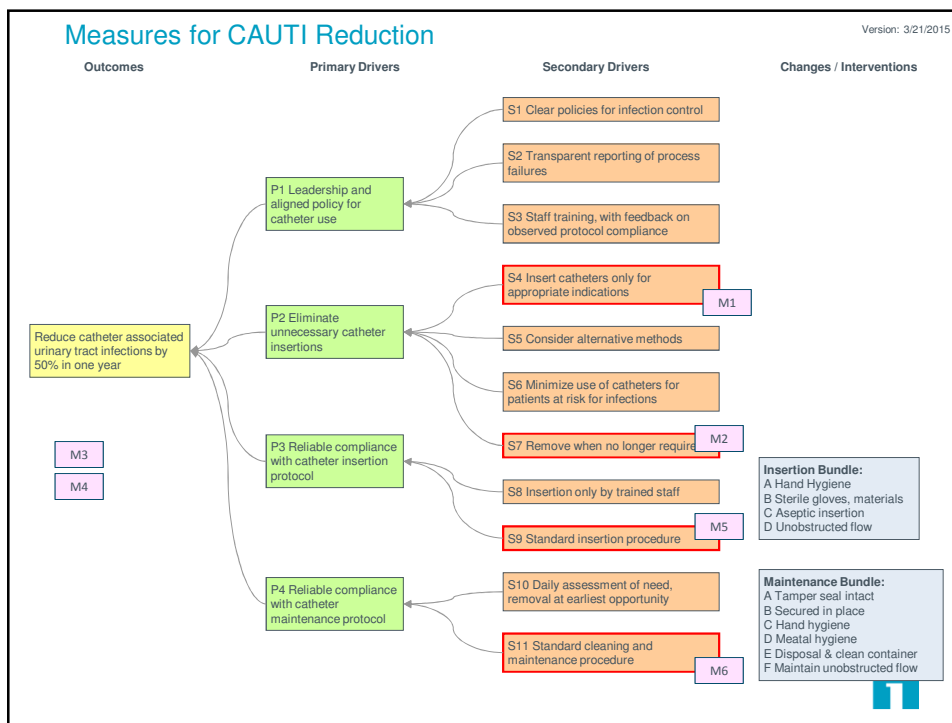 Measures for CAUTI Reduction
Version: 3/21/2015
Outcomes
Primary Drivers
Secondary Drivers
Changes / Interventions
Reduce catheter associated
urinary tract infections by
50% in one year
M3
M4
P1 Leadership and
aligned policy for
catheter use
P2 Eliminate
unnecessary catheter
insertions
P3 Reliable compliance
with catheter insertion
protocol
P4 Reliable compliance
with catheter
maintenance protocol
S1 Clear policies for infection control
S2 Transparent reporting of process
failures
S3 Staff training, with feedback on
observed protocol compliance
S4 Insert catheters only for
appropriate indications
M1
S5 Consider alternative methods
S6 Minimize use of catheters for
patients at risk for infections
M2
S7 Remove when no longer require
S8 Insertion only by trained staff
M5
S9 Standard insertion procedure
S10 Daily assessment of need,
removal at earliest opportunity
S11 Standard cleaning and
maintenance procedure
M6
Insertion Bundle:
A Hand Hygiene
B Sterile gloves, materials
C Aseptic insertion
D Unobstructed flow
Maintenance Bundle:
A Tamper seal intact
B Secured in place
C Hand hygiene
D Meatal hygiene
E Disposal & clean container
F Maintain unobstructed flow